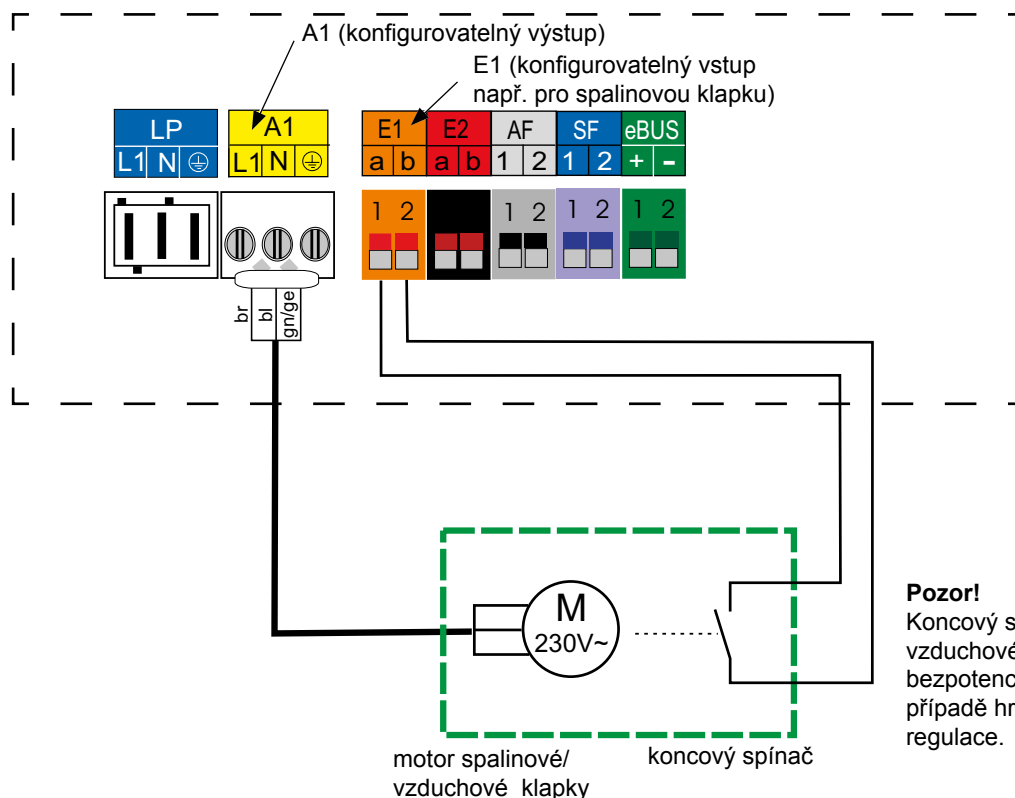 A1 (konfigurovatelný výstup)
E1 (konfigurovatelný vstup
např. pro spalinovou klapku)
LP A1 E1 E2 AF SF eBUS
L1 N L1 N a b a b 1 2 1 2 + -
1 2 1 2 1 2 1 2
br
bl
gn/ge
M
230V~
motor spalinové/
vzduchové klapky
koncový spínač
Pozor!
Koncový
vzduchové
případě
regulace.